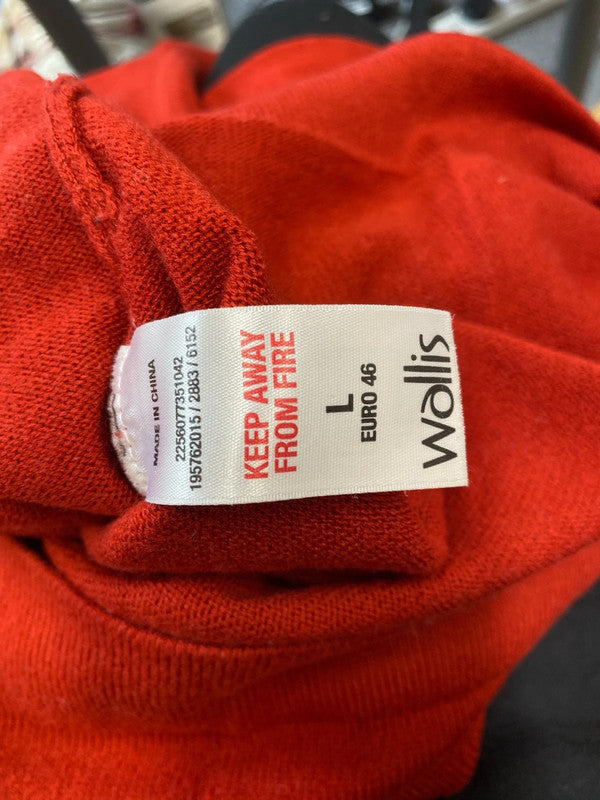 wallis
L
EURO 46
KEEP AWAY
FROM FIRE
2256077351042
195762015 / 2883 / 6152
MADE IN CHINA